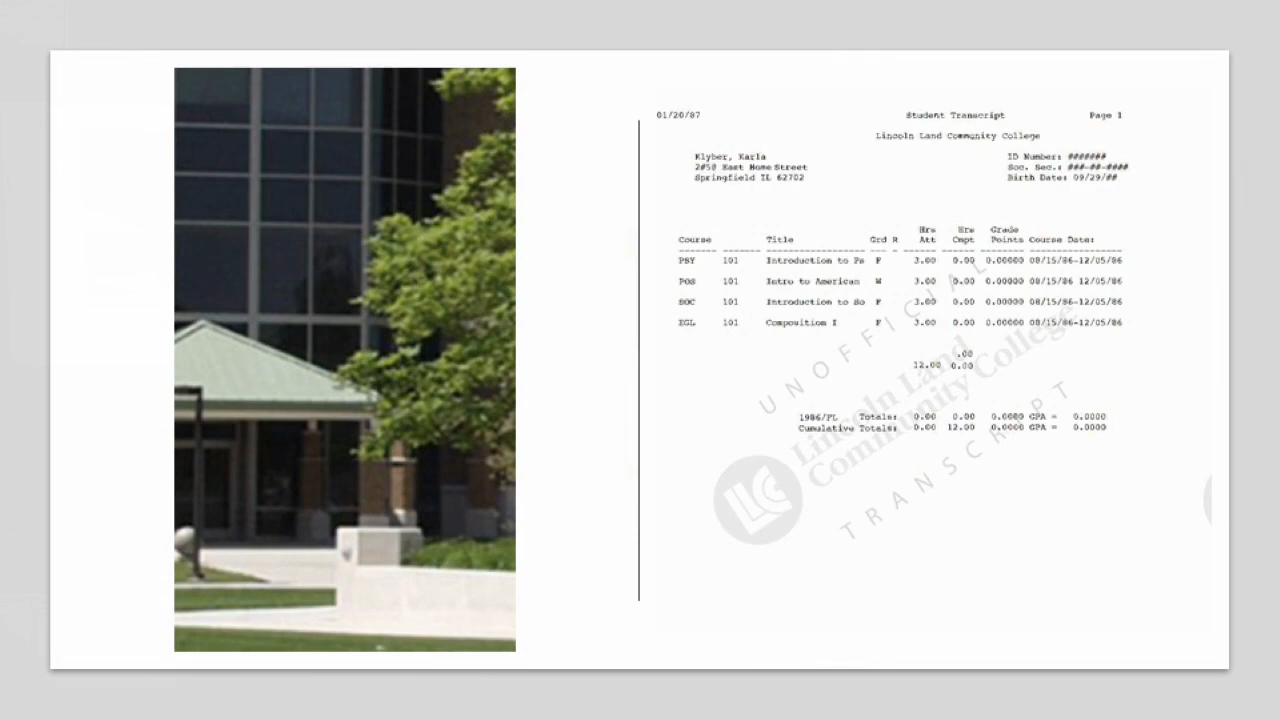 01/20/87 Student Transcript Page 1
Lincoln Land Community College
Klyber, Karla ID Number: #######
2#5# East Home Street Soc. Sec.: ###-##-####
Springfield IL 62702 Birth Date: 09/29/##
Hrs Hrs Grade
Course Title Grd R Att Cmpt Points Course Date:
PSY 101 Introduction to Ps F 3.00 0.00 0.00000 08/15/86-12/05/86
POS 101 Intro to American W 3.00 0.00 0.00000 08/15/86 12/05/86
SOC 101 Introduction to So F 3.00 0.00 0.00000 08/15/86-12/05/86
EGL 101 Composition I F 3.00 0.00 0.00000 08/15/86-12/05/86
.00
12.00 0.00
1986/FL Totals: 0.00 0.00 0.0000 GPA = 0.0000
Cumulative Totals: 0.00 12.00 0.0000 GPA = 0.0000
UNOFFICIAL
Lincoln Land
Community College
TRANSCRIPT